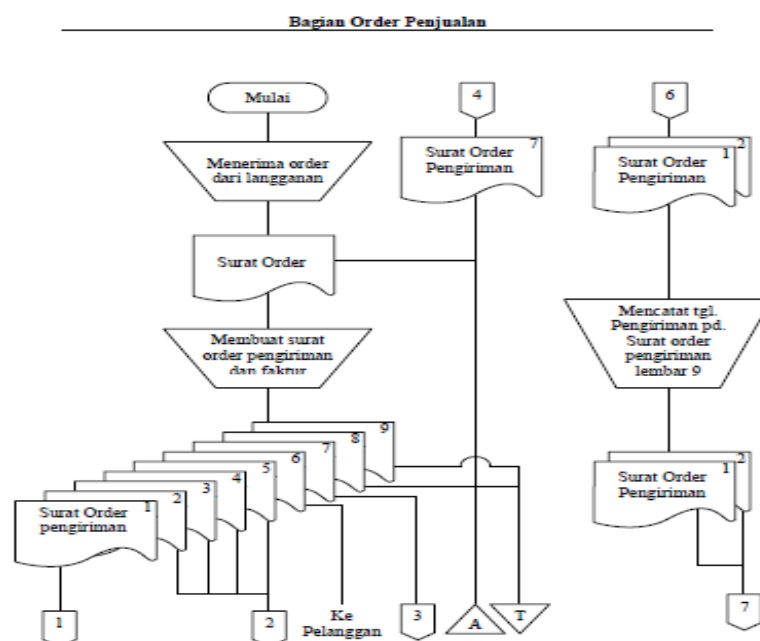 Bagian Order Penjualan
Mulai
Menerima order
dari langganan
Surat Order
Membuat surat
order pengiriman
dan faktur
9
8
7
6
5
4
3
2
1
Surat Order
pengiriman
1
2
Ke
Pelanggan
3
A
T
4
7
Surat Order
Pengiriman
6
2
1
Surat Order
Pengiriman
Mencatat tgl.
Pengiriman pd.
Surat order
pengiriman
lembar 9
2
1
Surat Order
Pengiriman
7